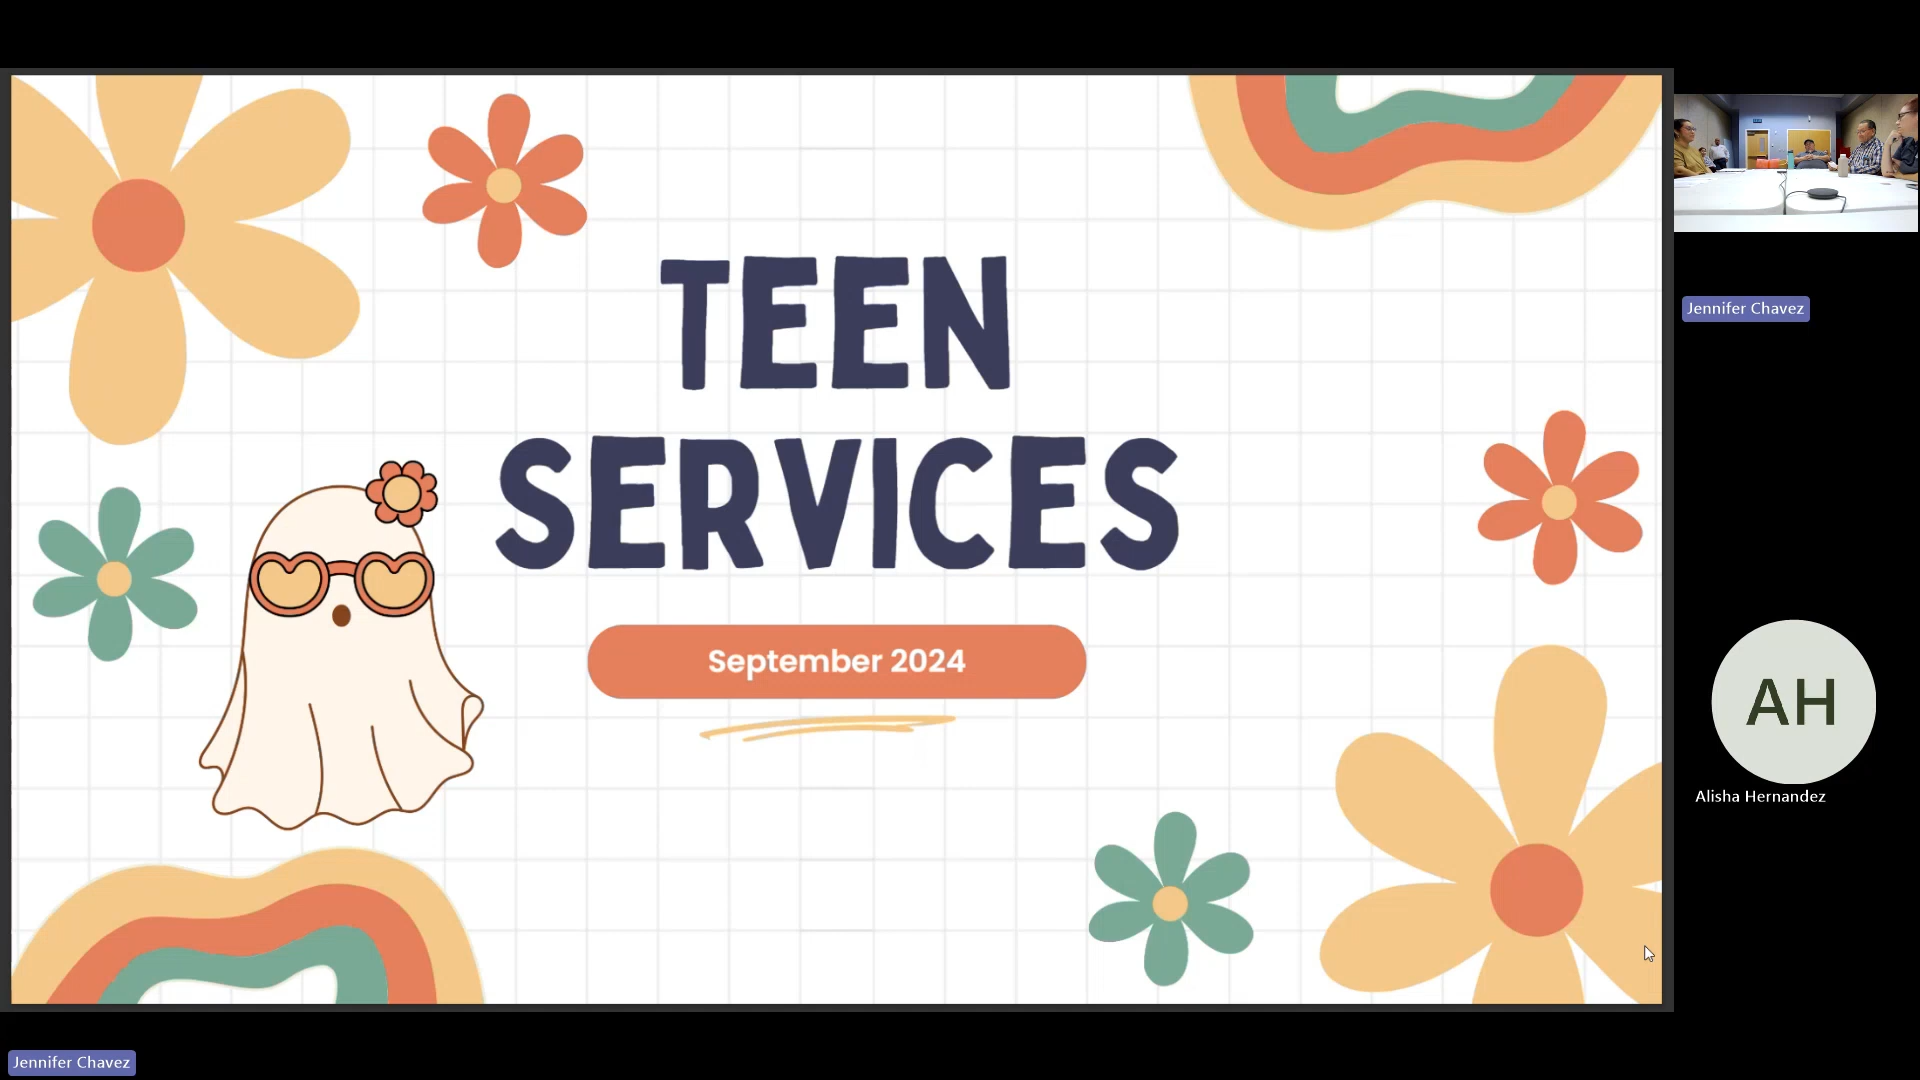 TEEN
SERVICES
September 2024
Jennifer Chavez
AH
Alisha Hernandez
Jennifer Chavez